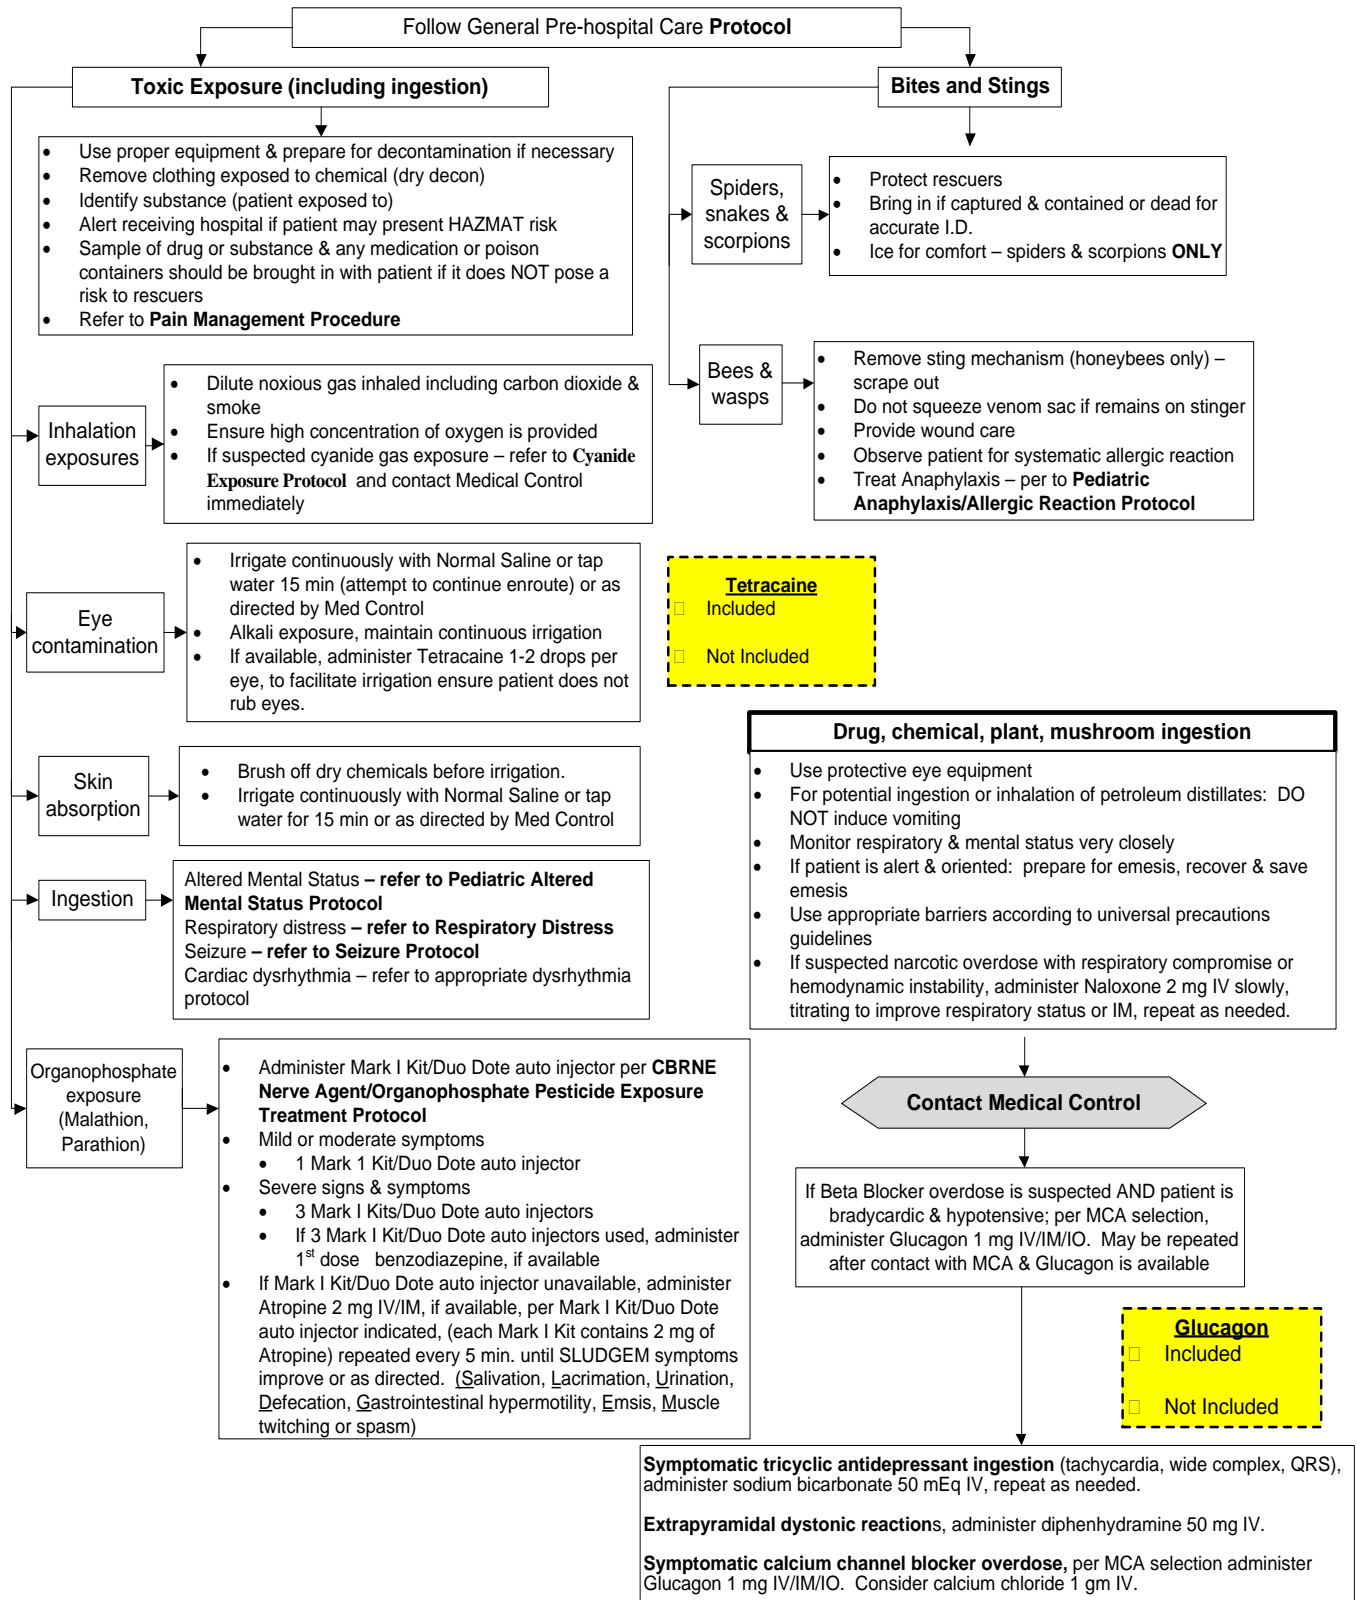 Follow General Pre-hospital Care Protocol
Toxic Exposure (including ingestion)
• Use proper equipment & prepare for decontamination if necessary
• Remove clothing exposed to chemical (dry decon)
• Identify substance (patient exposed to)
• Alert receiving hospital if patient may present HAZMAT risk
• Sample of drug or substance & any medication or poison
containers should be brought in with patient if it does NOT pose a
risk to rescuers
• Refer to Pain Management Procedure
Inhalation
exposures
• Dilute noxious gas inhaled including carbon dioxide &
smoke
• Ensure high concentration of oxygen is provided
• If suspected cyanide gas exposure – refer to Cyanide
Exposure Protocol and contact Medical Control
immediately
Eye
contamination
• Irrigate continuously with Normal Saline or tap
water 15 min (attempt to continue enroute) or as
directed by Med Control
• Alkali exposure, maintain continuous irrigation
• If available, administer Tetracaine 1-2 drops per
eye, to facilitate irrigation ensure patient does not
rub eyes.
Skin
absorption
• Brush off dry chemicals before irrigation.
• Irrigate continuously with Normal Saline or tap
water for 15 min or as directed by Med Control
Ingestion
Altered Mental Status – refer to Pediatric Altered
Mental Status Protocol
Respiratory distress – refer to Respiratory Distress
Seizure – refer to Seizure Protocol
Cardiac dysrhythmia – refer to appropriate dysrhythmia
protocol
Organophosphate
exposure
(Malathion,
Parathion)
• Administer Mark I Kit/Duo Dote auto injector per CBRNE
Nerve Agent/Organophosphate Pesticide Exposure
Treatment Protocol
• Mild or moderate symptoms
• 1 Mark 1 Kit/Duo Dote auto injector
• Severe signs & symptoms
• 3 Mark I Kits/Duo Dote auto injectors
• If 3 Mark I Kit/Duo Dote auto injectors used, administer
1st dose benzodiazepine, if available
• If Mark I Kit/Duo Dote auto injector unavailable, administer
Atropine 2 mg IV/IM, if available, per Mark I Kit/Duo Dote
auto injector indicated, (each Mark I Kit contains 2 mg of
Atropine) repeated every 5 min. until SLUDGEM symptoms
improve or as directed. (Salivation, Lacrimation, Urination,
Defecation, Gastrointestinal hypermotility, Emsis, Muscle
twitching or spasm)
Bites and Stings
Spiders,
snakes &
scorpions
• Protect rescuers
• Bring in if captured & contained or dead for
accurate I.D.
• Ice for comfort – spiders & scorpions ONLY
Bees &
wasps
• Remove sting mechanism (honeybees only) –
scrape out
• Do not squeeze venom sac if remains on stinger
• Provide wound care
• Observe patient for systematic allergic reaction
• Treat Anaphylaxis – per to Pediatric
Anaphylaxis/Allergic Reaction Protocol
Tetracaine
□ Included
□ Not Included
Drug, chemical, plant, mushroom ingestion
• Use protective eye equipment
• For potential ingestion or inhalation of petroleum distillates: DO
NOT induce vomiting
• Monitor respiratory & mental status very closely
• If patient is alert & oriented: prepare for emesis, recover & save
emesis
• Use appropriate barriers according to universal precautions
guidelines
• If suspected narcotic overdose with respiratory compromise or
hemodynamic instability, administer Naloxone 2 mg IV slowly,
titrating to improve respiratory status or IM, repeat as needed.
Contact Medical Control
If Beta Blocker overdose is suspected AND patient is
bradycardic & hypotensive; per MCA selection,
administer Glucagon 1 mg IV/IM/IO. May be repeated
after contact with MCA & Glucagon is available
Glucagon
□ Included
□ Not Included
Symptomatic tricyclic antidepressant ingestion (tachycardia, wide complex, QRS),
administer sodium bicarbonate 50 mEq IV, repeat as needed.
Extrapyramidal dystonic reactions, administer diphenhydramine 50 mg IV.
Symptomatic calcium channel blocker overdose, per MCA selection administer
Glucagon 1 mg IV/IM/IO. Consider calcium chloride 1 gm IV.